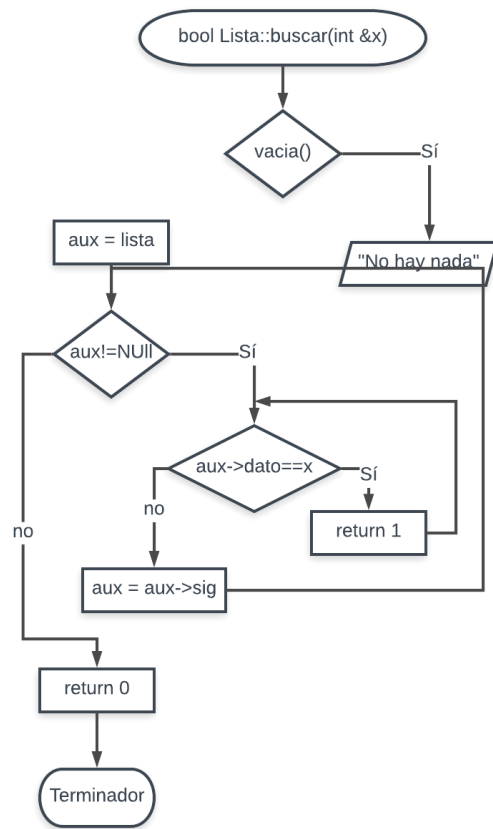 bool Lista::buscar(int &x)
vacia()
Sí
"No hay nada"
aux = lista
aux!=NUll
Sí
aux->dato==x
Sí
no
return 1
no
aux = aux->sig
return 0
Terminador